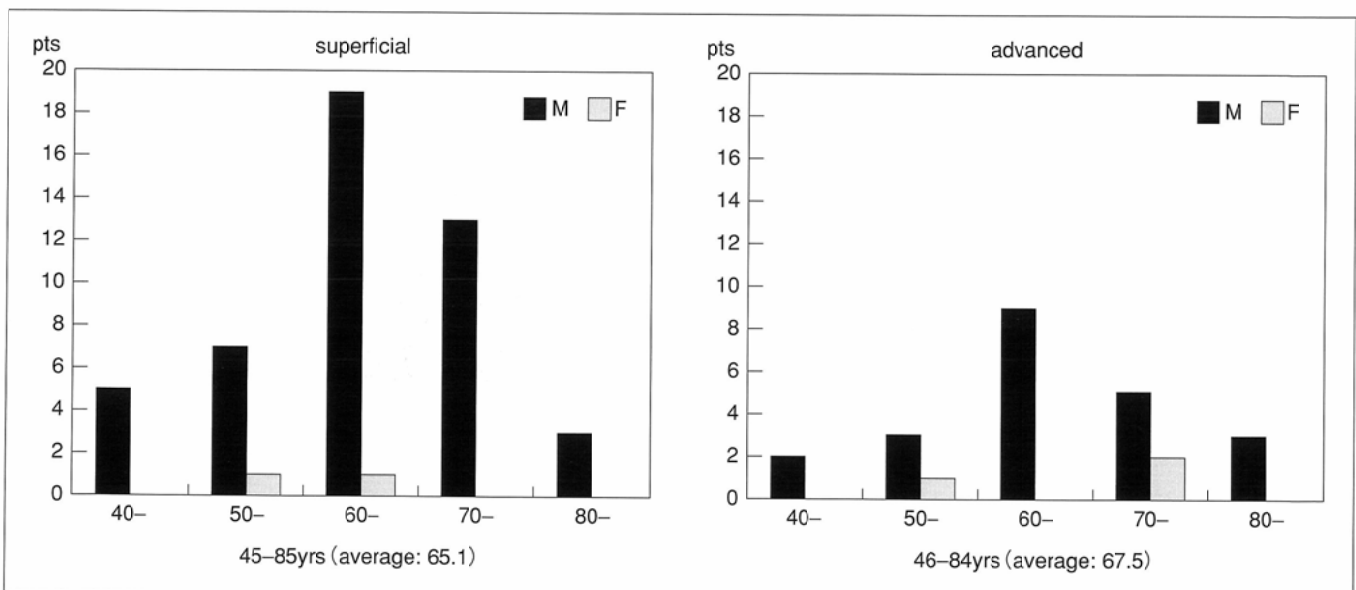 pts
superficial
20
18
16
14
12
10
8
6
4
2
0
M F
40– 50– 60– 70– 80–
45–85yrs (average: 65.1)
pts
advanced
20
18
16
14
12
10
8
6
4
2
0
M F
40– 50– 60– 70– 80–
46–84yrs (average: 67.5)